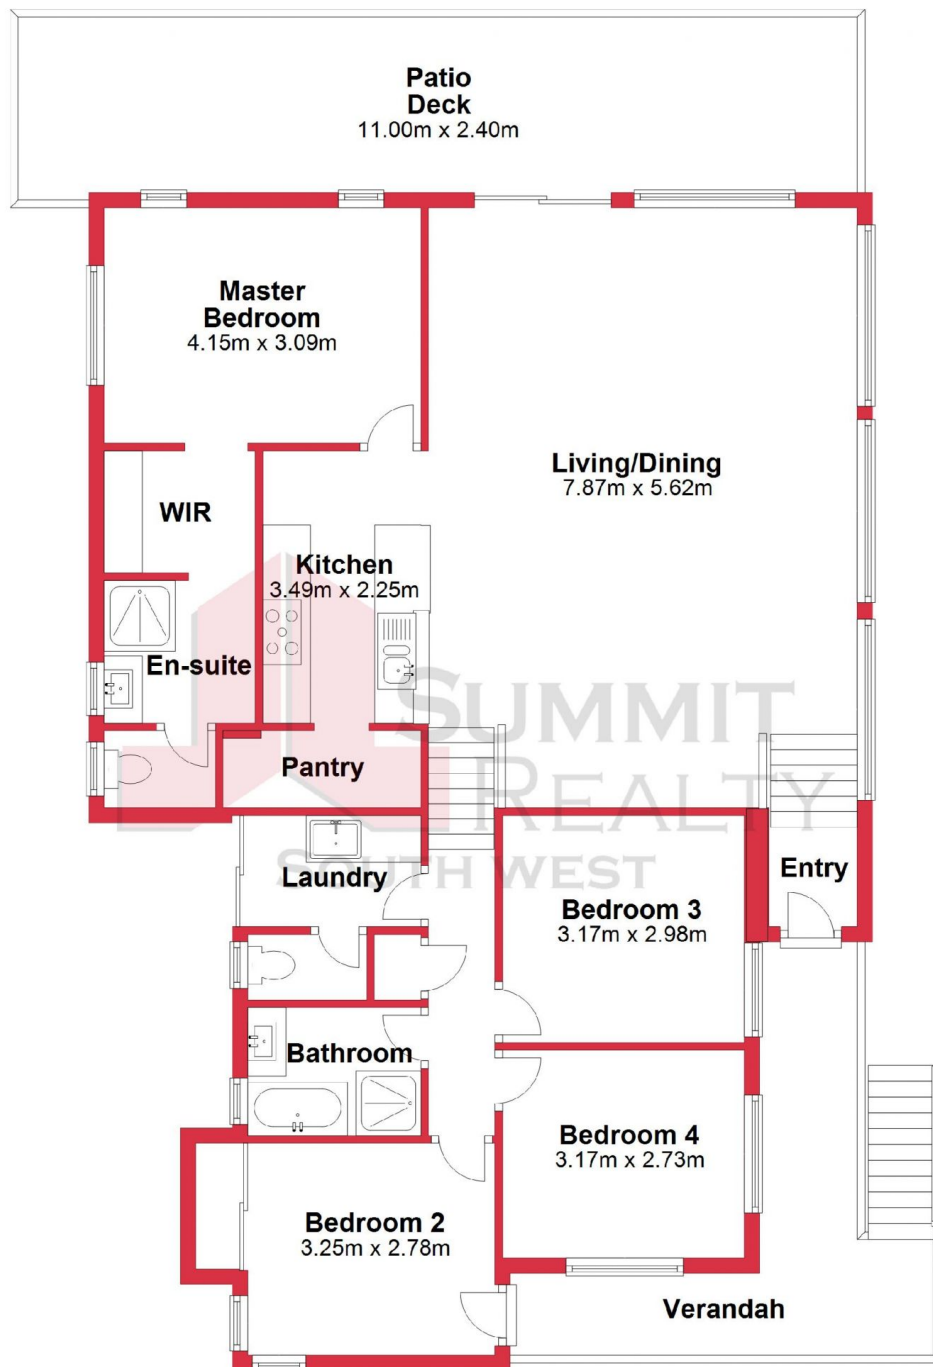 Patio
Deck
11.00m x 2.40m
Master
Bedroom
4.15m x 3.09m
Living/Dining
7.87m x 5.62m
WIR
Kitchen
3.49m x 2.25m
En-suite
SUMMIT
REALTY
SOUTH WEST
Pantry
Laundry
Entry
Bedroom 3
3.17m x 2.98m
Bathroom
Bedroom 4
3.17m x 2.73m
Bedroom 2
3.25m x 2.78m
Verandah